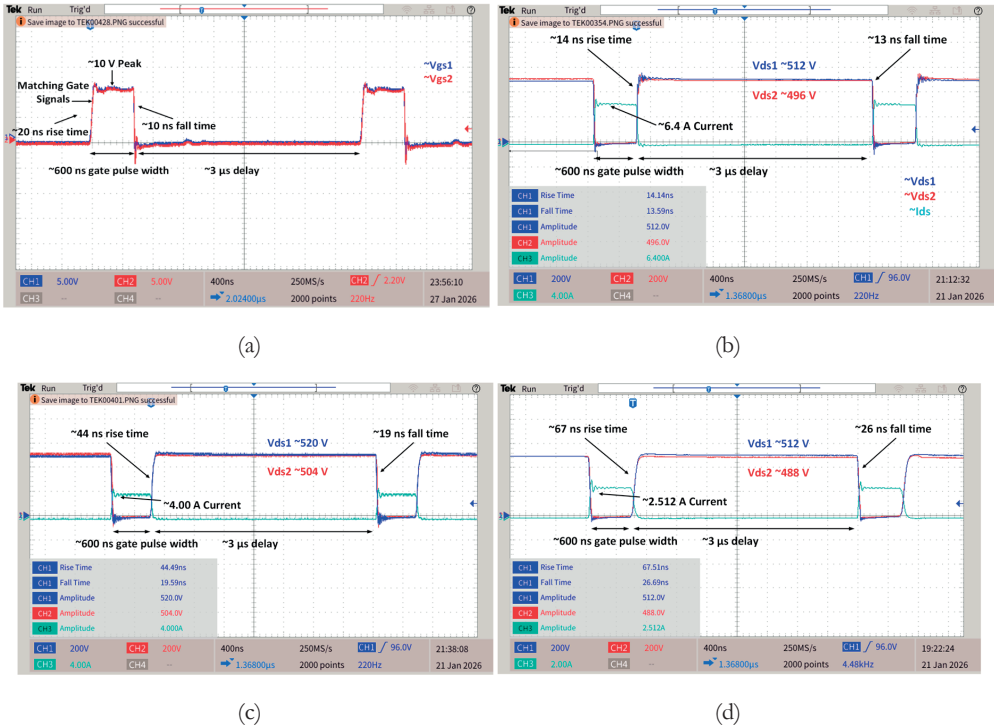 Tek Run Trig'd
Save image to TEK00428.PNG successful
~10 V Peak
~Vgs1
~Vgs2
Matching Gate
Signals
~20 ns rise time
~10 ns fall time
~600 ns gate pulse width
~3 μs delay
CH1 5.00V CH2 5.00V 400ns 250MS/s CH2 2.20V 23:56:10
CH3 -- CH4 -- 2.02400μs 2000 points 220Hz 27 Jan 2026
(a)
Tek Run Trig'd
Save image to TEK00354.PNG successful
~14 ns rise time
~13 ns fall time
Vds1 ~512 V
Vds2 ~496 V
~6.4 A Current
~600 ns gate pulse width
~3 μs delay
~Vds1
~Vds2
~Ids
CH1 Rise Time 14.14ns
CH1 Fall Time 13.59ns
CH1 Amplitude 512.0V
CH2 Amplitude 496.0V
CH3 Amplitude 6.400A
CH1 200V CH2 200V 400ns 250MS/s CH1 96.0V 21:12:32
CH3 4.00A CH4 -- 1.36800μs 2000 points 220Hz 21 Jan 2026
(b)
Tek Run Trig'd
Save image to TEK00401.PNG successful
~44 ns rise time
~19 ns fall time
Vds1 ~520 V
Vds2 ~504 V
~4.00 A Current
~600 ns gate pulse width
~3 μs delay
CH1 Rise Time 44.49ns
CH1 Fall Time 19.59ns
CH1 Amplitude 520.0V
CH2 Amplitude 504.0V
CH3 Amplitude 4.000A
CH1 200V CH2 200V 400ns 250MS/s CH1 96.0V 21:38:08
CH3 4.00A CH4 -- 1.36800μs 2000 points 220Hz 21 Jan 2026
(c)
Tek Run Trig'd
~67 ns rise time
~26 ns fall time
Vds1 ~512 V
Vds2 ~488 V
~2.512 A Current
~600 ns gate pulse width
~3 μs delay
CH1 Rise Time 67.51ns
CH1 Fall Time 26.69ns
CH1 Amplitude 512.0V
CH2 Amplitude 488.0V
CH3 Amplitude 2.512A
CH1 200V CH2 200V 400ns 250MS/s CH1 96.0V 19:22:24
CH3 2.00A CH4 -- 1.36800μs 2000 points 4.48kHz 21 Jan 2026
(d)